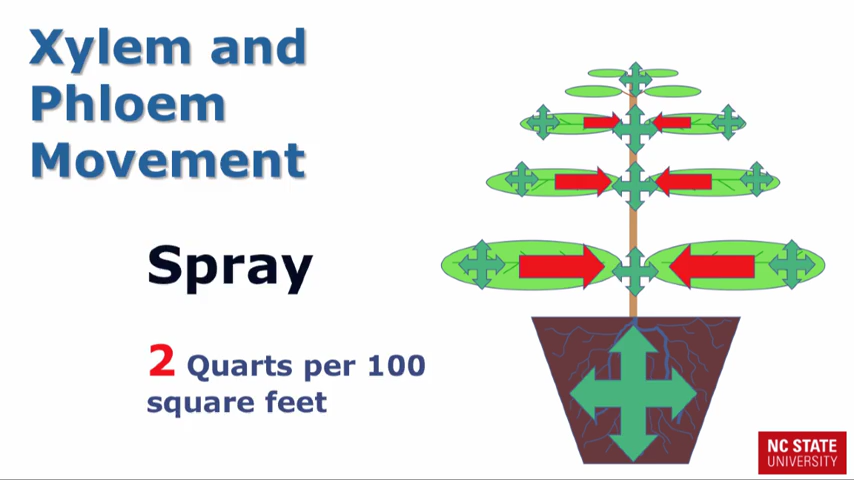 Xylem and
Phloem
Movement
Spray
2 Quarts per 100
square feet
NC STATE
UNIVERSITY